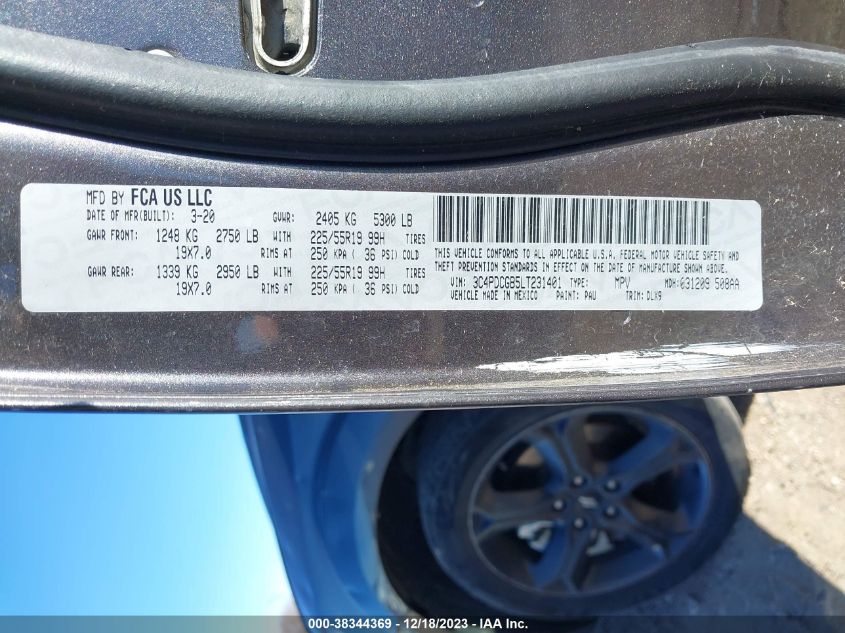 MFD BY FCA US LLC
DATE OF MFR(BUILT): 3-20 GVWR: 2405 KG 5300 LB
GAWR FRONT: 1248 KG 2750 LB WITH 225/55R19 99H TIRES
19X7.0 RIMS AT 250 KPA ( 36 PSI) COLD
GAWR REAR: 1339 KG 2950 LB WITH 225/55R19 99H TIRES
19X7.0 RIMS AT 250 KPA ( 36 PSI) COLD
THIS VEHICLE CONFORMS TO ALL APPLICABLE U.S.A. FEDERAL MOTOR VEHICLE SAFETY AND
THEFT PREVENTION STANDARDS IN EFFECT ON THE DATE OF MANUFACTURE SHOWN ABOVE.
VIN: 3C4PDCGB5LT231401 TYPE: MPV MDH: 031209 508AA
VEHICLE MADE IN MEXICO PAINT: PAU TRIM: DLX9
000-38344369 - 12/18/2023 - IAA Inc.